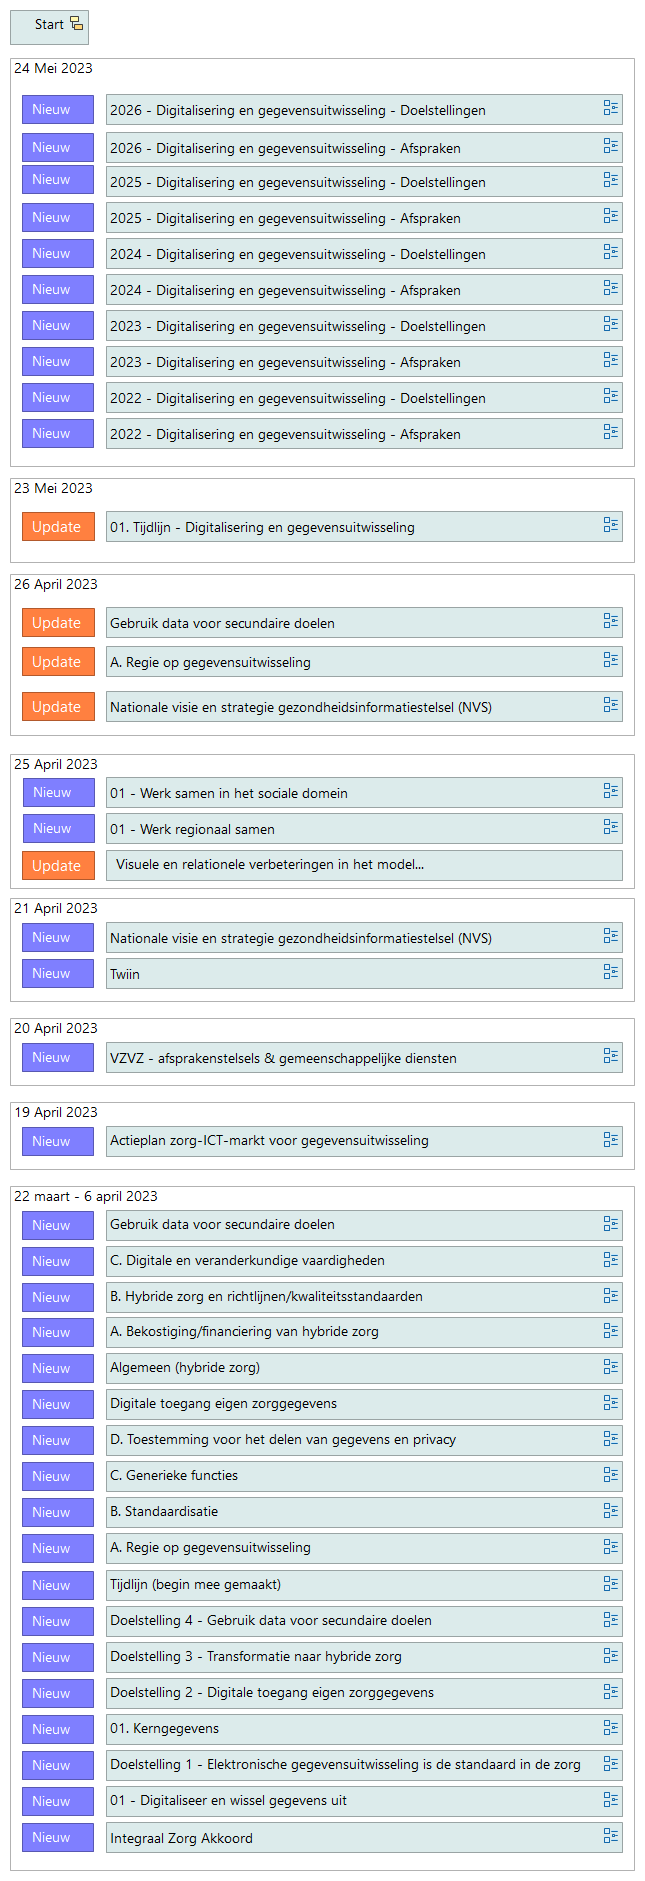 Start
24 Mei 2023
Nieuw 2026 - Digitalisering en gegevensuitwisseling - Doelstellingen
Nieuw 2026 - Digitalisering en gegevensuitwisseling - Afspraken
Nieuw 2025 - Digitalisering en gegevensuitwisseling - Doelstellingen
Nieuw 2025 - Digitalisering en gegevensuitwisseling - Afspraken
Nieuw 2024 - Digitalisering en gegevensuitwisseling - Doelstellingen
Nieuw 2024 - Digitalisering en gegevensuitwisseling - Afspraken
Nieuw 2023 - Digitalisering en gegevensuitwisseling - Doelstellingen
Nieuw 2023 - Digitalisering en gegevensuitwisseling - Afspraken
Nieuw 2022 - Digitalisering en gegevensuitwisseling - Doelstellingen
Nieuw 2022 - Digitalisering en gegevensuitwisseling - Afspraken
23 Mei 2023
Update 01. Tijdlijn - Digitalisering en gegevensuitwisseling
26 April 2023
Update Gebruik data voor secundaire doelen
Update A. Regie op gegevensuitwisseling
Update Nationale visie en strategie gezondheidsinformatiestelsel (NVS)
25 April 2023
Nieuw 01 - Werk samen in het sociale domein
Nieuw 01 - Werk regionaal samen
Update Visuele en relationele verbeteringen in het model...
21 April 2023
Nieuw Nationale visie en strategie gezondheidsinformatiestelsel (NVS)
Nieuw Twiin
20 April 2023
Nieuw VZVZ - afsprakenstelsels & gemeenschappelijke diensten
19 April 2023
Nieuw Actieplan zorg-ICT-markt voor gegevensuitwisseling
22 maart - 6 april 2023
Nieuw Gebruik data voor secundaire doelen
Nieuw C. Digitale en veranderkundige vaardigheden
Nieuw B. Hybride zorg en richtlijnen/kwaliteitsstandaarden
Nieuw A. Bekostiging/financiering van hybride zorg
Nieuw Algemeen (hybride zorg)
Nieuw Digitale toegang eigen zorggegevens
Nieuw D. Toestemming voor het delen van gegevens en privacy
Nieuw C. Generieke functies
Nieuw B. Standaardisatie
Nieuw A. Regie op gegevensuitwisseling
Nieuw Tijdlijn (begin mee gemaakt)
Nieuw Doelstelling 4 - Gebruik data voor secundaire doelen
Nieuw Doelstelling 3 - Transformatie naar hybride zorg
Nieuw Doelstelling 2 - Digitale toegang eigen zorggegevens
Nieuw 01. Kerngegevens
Nieuw Doelstelling 1 - Elektronische gegevensuitwisseling is de standaard in de zorg
Nieuw 01 - Digitaliseer en wissel gegevens uit
Nieuw Integraal Zorg Akkoord